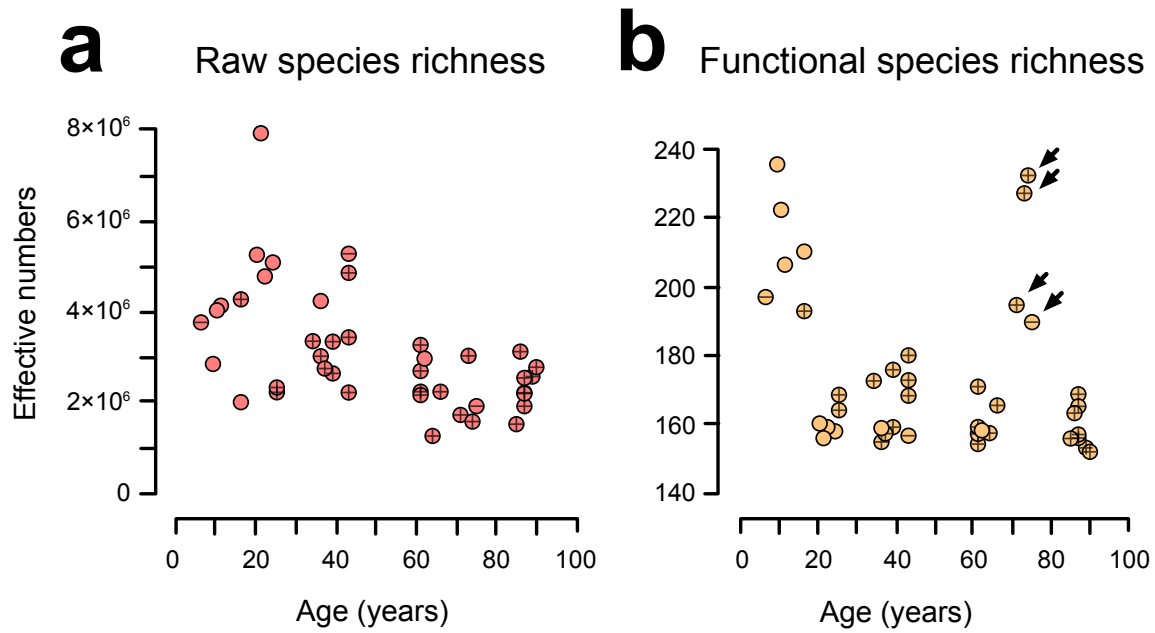 a Raw species richness
b Functional species richness
Effective numbers
8×10⁶
6×10⁶
4×10⁶
2×10⁶
0
0 20 40 60 80 100
Age (years)
240
220
200
180
160
140
0 20 40 60 80 100
Age (years)